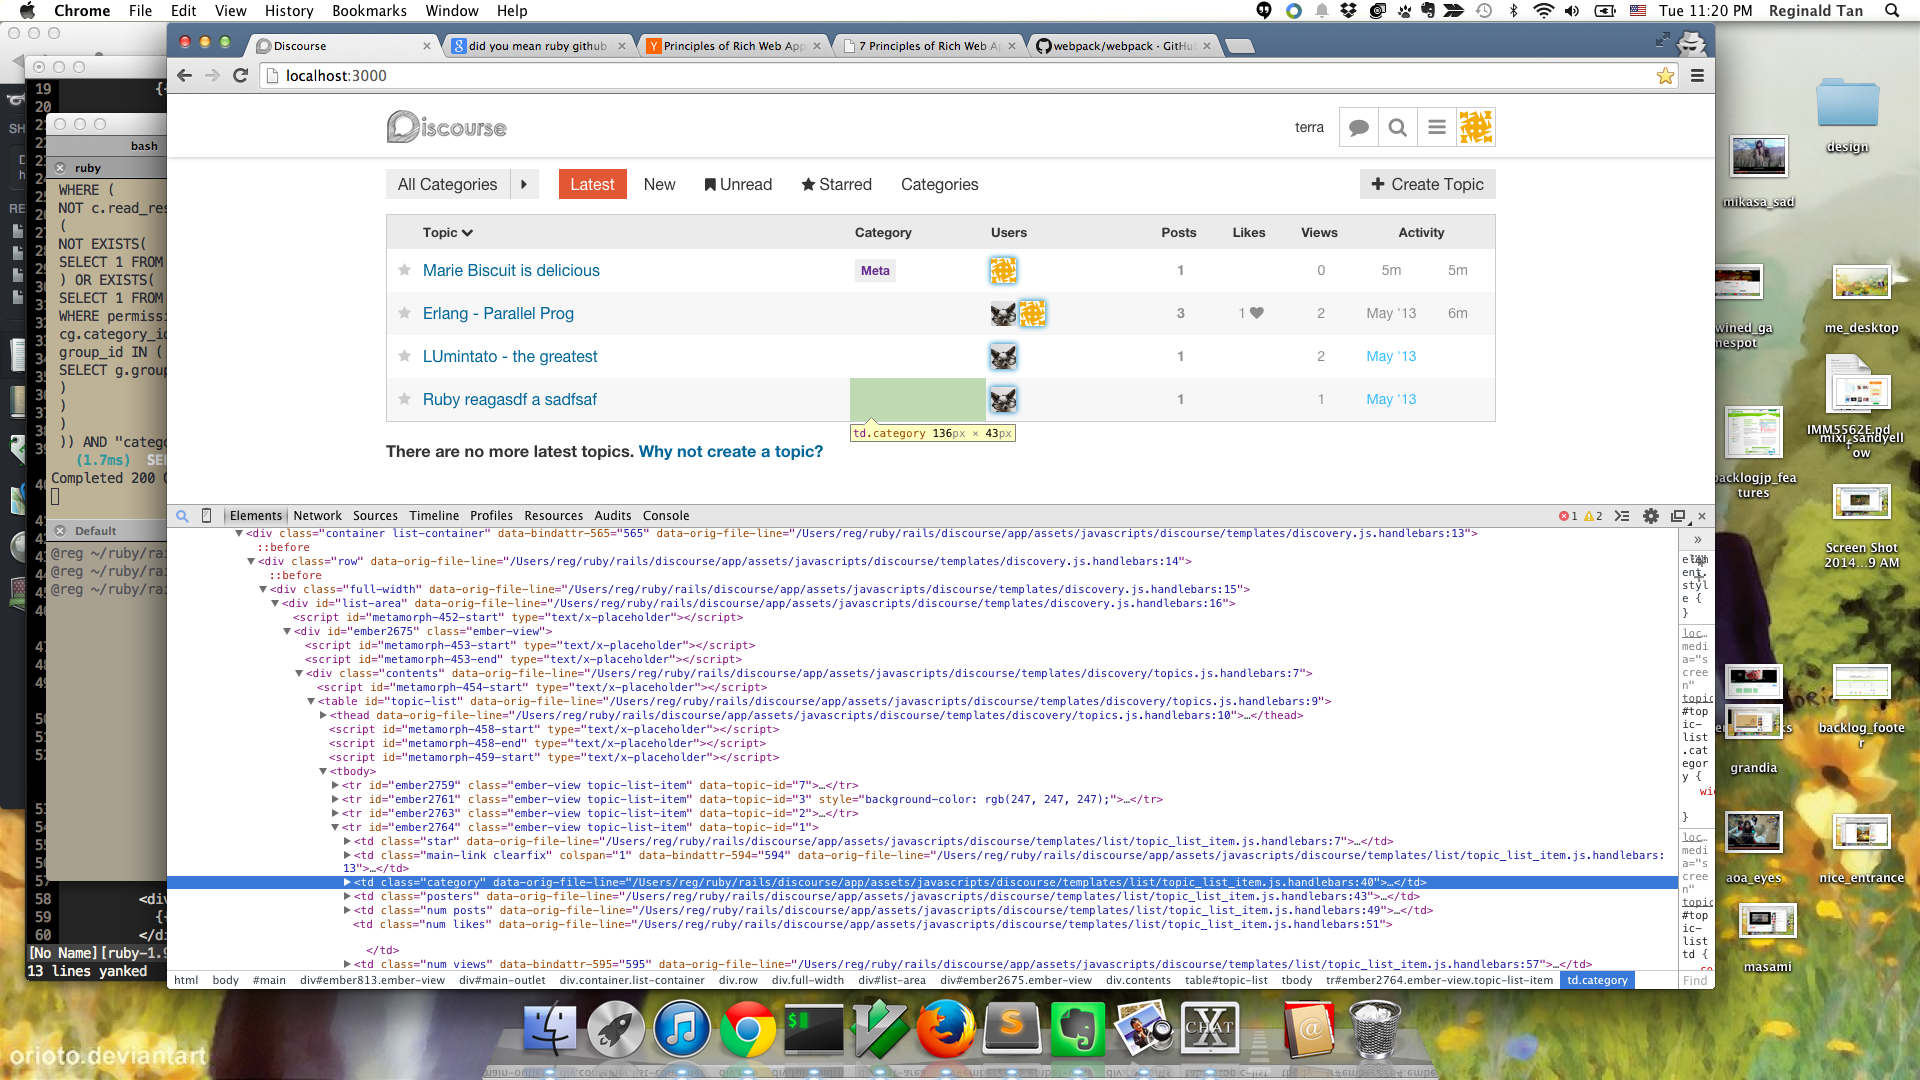 Chrome File Edit View History Bookmarks Window Help
Tue 11:20 PM Reginald Tan
Discourse
did you mean ruby github
Principles of Rich Web App
7 Principles of Rich Web A
webpack/webpack · GitHu
localhost:3000
Discourse
terra
All Categories
Latest New Unread Starred Categories
Create Topic
Topic Category Users Posts Likes Views Activity
Marie Biscuit is delicious Meta 1 0 5m 5m
Erlang - Parallel Prog 3 1 2 May '13 6m
LUmintato - the greatest 1 2 May '13
Ruby reagasdf a sadfsaf 1 1 May '13
td.category 136px × 43px
There are no more latest topics. Why not create a topic?
Elements Network Sources Timeline Profiles Resources Audits Console
1 2
<div class="container list-container" data-bindattr-565="565" data-orig-file-line="/Users/reg/ruby/rails/discourse/app/assets/javascripts/discourse/templates/discovery.js.handlebars:13">
::before
<div class="row" data-orig-file-line="/Users/reg/ruby/rails/discourse/app/assets/javascripts/discourse/templates/discovery.js.handlebars:14">
::before
<div class="full-width" data-orig-file-line="/Users/reg/ruby/rails/discourse/app/assets/javascripts/discourse/templates/discovery.js.handlebars:15">
<div id="list-area" data-orig-file-line="/Users/reg/ruby/rails/discourse/app/assets/javascripts/discourse/templates/discovery.js.handlebars:16">
<script id="metamorph-452-start" type="text/x-placeholder"></script>
<div id="ember2675" class="ember-view">
<script id="metamorph-453-start" type="text/x-placeholder"></script>
<script id="metamorph-453-end" type="text/x-placeholder"></script>
<div class="contents" data-orig-file-line="/Users/reg/ruby/rails/discourse/app/assets/javascripts/discourse/templates/discovery/topics.js.handlebars:7">
<script id="metamorph-454-start" type="text/x-placeholder"></script>
<table id="topic-list" data-orig-file-line="/Users/reg/ruby/rails/discourse/app/assets/javascripts/discourse/templates/discovery/topics.js.handlebars:9">
<thead data-orig-file-line="/Users/reg/ruby/rails/discourse/app/assets/javascripts/discourse/templates/discovery/topics.js.handlebars:10">…</thead>
<script id="metamorph-458-start" type="text/x-placeholder"></script>
<script id="metamorph-458-end" type="text/x-placeholder"></script>
<script id="metamorph-459-start" type="text/x-placeholder"></script>
<tbody>
<tr id="ember2759" class="ember-view topic-list-item" data-topic-id="7">…</tr>
<tr id="ember2761" class="ember-view topic-list-item" data-topic-id="3" style="background-color: rgb(247, 247, 247);">…</tr>
<tr id="ember2763" class="ember-view topic-list-item" data-topic-id="2">…</tr>
<tr id="ember2764" class="ember-view topic-list-item" data-topic-id="1">
<td class="star" data-orig-file-line="/Users/reg/ruby/rails/discourse/app/assets/javascripts/discourse/templates/list/topic_list_item.js.handlebars:7">…</td>
<td class="main-link clearfix" colspan="1" data-bindattr-594="594" data-orig-file-line="/Users/reg/ruby/rails/discourse/app/assets/javascripts/discourse/templates/list/topic_list_item.js.handlebars:
13">…</td>
<td class="category" data-orig-file-line="/Users/reg/ruby/rails/discourse/app/assets/javascripts/discourse/templates/list/topic_list_item.js.handlebars:40">…</td>
<td class="posters" data-orig-file-line="/Users/reg/ruby/rails/discourse/app/assets/javascripts/discourse/templates/list/topic_list_item.js.handlebars:43">…</td>
<td class="num posts" data-orig-file-line="/Users/reg/ruby/rails/discourse/app/assets/javascripts/discourse/templates/list/topic_list_item.js.handlebars:49">…</td>
<td class="num likes" data-orig-file-line="/Users/reg/ruby/rails/discourse/app/assets/javascripts/discourse/templates/list/topic_list_item.js.handlebars:51">
</td>
<td class="num views" data-bindattr-595="595" data-orig-file-line="/Users/reg/ruby/rails/discourse/app/assets/javascripts/discourse/templates/list/topic_list_item.js.handlebars:57">…</td>
html body #main div#ember813.ember-view div#main-outlet div.container.list-container div.row div.full-width div#list-area div#ember2675.ember-view div.contents table#topic-list tbody tr#ember2764.ember-view.topic-list-item td.category
Find
bash
ruby
WHERE (
NOT c.read_res
(
NOT EXISTS(
SELECT 1 FROM
) OR EXISTS(
SELECT 1 FROM
WHERE permiss
cg.category_i
group_id IN (
SELECT g.group
)
)
)
)) AND "catego
(1.7ms) SE
Completed 200
Default
@reg ~/ruby/rai
@reg ~/ruby/rai
@reg ~/ruby/rai
58 <div
59 {
60 </di
[No Name][ruby-1.9
13 lines yanked
design
mikasa_sad
me_desktop
wined_ga
mespot
IMM5562E.pd
f
mixi_sandyell
ow
backlogjp_fea
tures
Screen Shot
2014...9 AM
backlog_foote
r
grandia
aoa_eyes
nice_entrance
masami
CHAT
orioto.deviantart